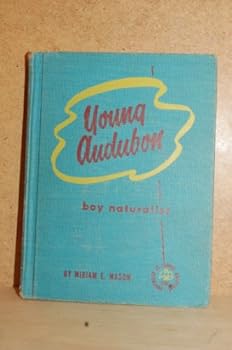 Young
Audubon
boy naturalist
BY MIRIAM E. MASON